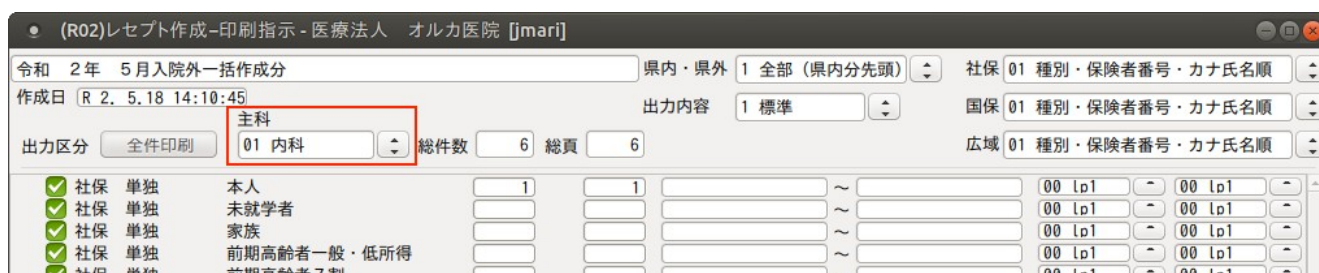 (R02)レセプト作成–印刷指示 - 医療法人　オルカ医院 [jmari]
令和　2年　5月入院外一括作成分 県内・県外 1 全部（県内分先頭） 社保 01 種別・保険者番号・カナ氏名順
作成日 R 2. 5.18 14:10:45 出力内容 1 標準 国保 01 種別・保険者番号・カナ氏名順
主科
出力区分 全件印刷 01 内科 総件数 6 総頁 6 広域 01 種別・保険者番号・カナ氏名順
社保 単独 本人 1 1 ～ 00 lp1 00 lp1
社保 単独 未就学者 ～ 00 lp1 00 lp1
社保 単独 家族 ～ 00 lp1 00 lp1
社保 単独 前期高齢者一般・低所得 ～ 00 lp1 00 lp1